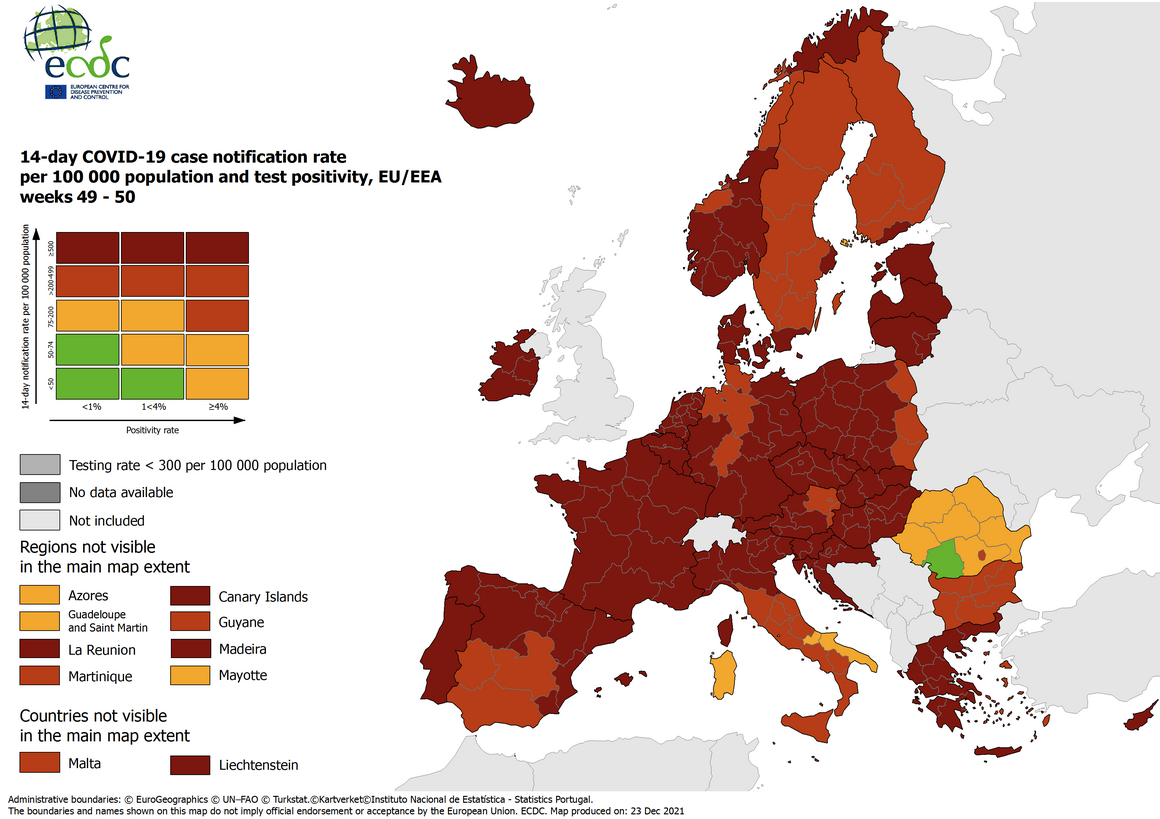 ecdc
EUROPEAN CENTRE FOR
DISEASE PREVENTION
AND CONTROL
14-day COVID-19 case notification rate
per 100 000 population and test positivity, EU/EEA
weeks 49 - 50
14-day notification rate per 100 000 population
≥500
>200-499
75-200
50-74
<50
<1%
1<4%
≥4%
Positivity rate
Testing rate < 300 per 100 000 population
No data available
Not included
Regions not visible
in the main map extent
Azores
Canary Islands
Guadeloupe
and Saint Martin
Guyane
La Reunion
Madeira
Martinique
Mayotte
Countries not visible
in the main map extent
Malta
Liechtenstein
Administrative boundaries: © EuroGeographics © UN–FAO © Turkstat.©Kartverket©Instituto Nacional de Estatística - Statistics Portugal.
The boundaries and names shown on this map do not imply official endorsement or acceptance by the European Union. ECDC. Map produced on: 23 Dec 2021